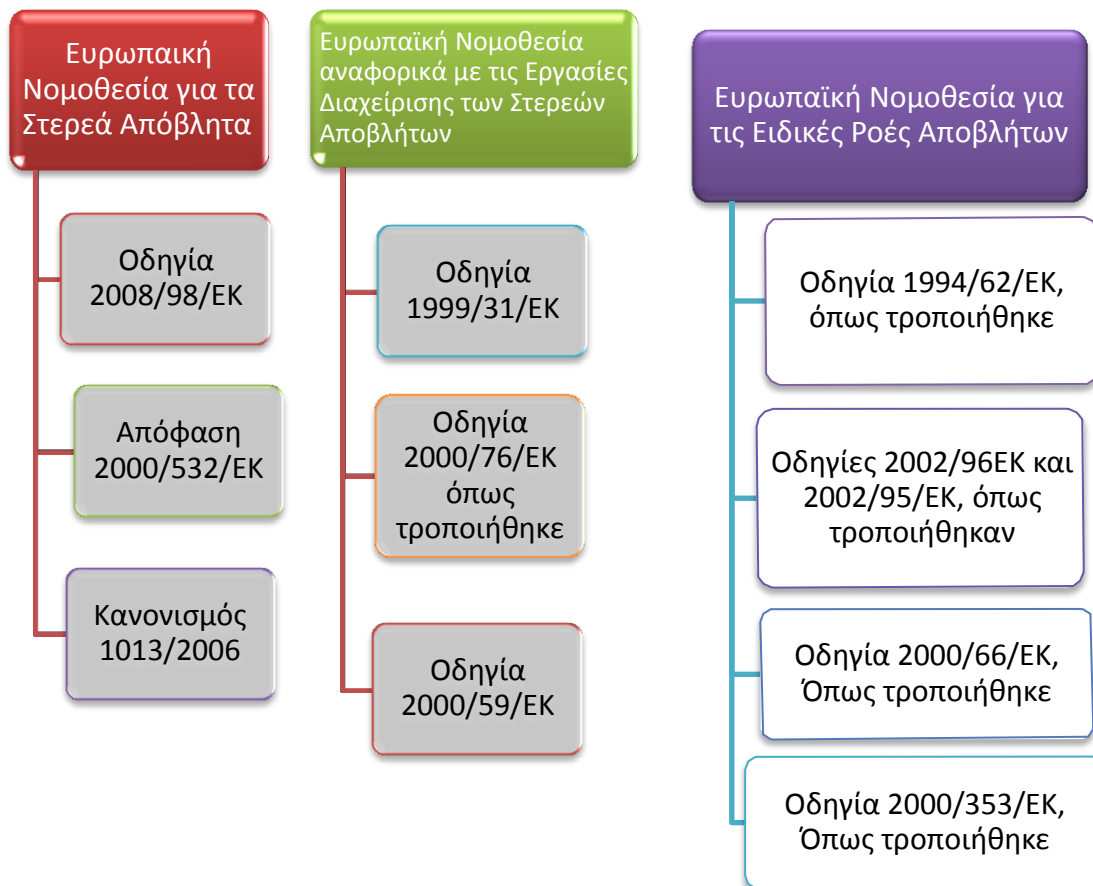 Ευρωπαική
Νομοθεσία για τα
Στερεά Απόβλητα
Οδηγία
2008/98/ΕΚ
Απόφαση
2000/532/ΕΚ
Κανονισμός
1013/2006
Ευρωπαϊκή Νομοθεσία
αναφορικά με τις Εργασίες
Διαχείρισης των Στερεών
Αποβλήτων
Οδηγία
1999/31/ΕΚ
Οδηγία
2000/76/ΕΚ
όπως
τροποιήθηκε
Οδηγία
2000/59/ΕΚ
Ευρωπαϊκή Νομοθεσία για
τις Ειδικές Ροές Αποβλήτων
Οδηγία 1994/62/ΕΚ,
όπως τροποιήθηκε
Οδηγίες 2002/96ΕΚ και
2002/95/ΕΚ, όπως
τροποιήθηκαν
Οδηγία 2000/66/ΕΚ,
Όπως τροποιήθηκε
Οδηγία 2000/353/ΕΚ,
Όπως τροποιήθηκε